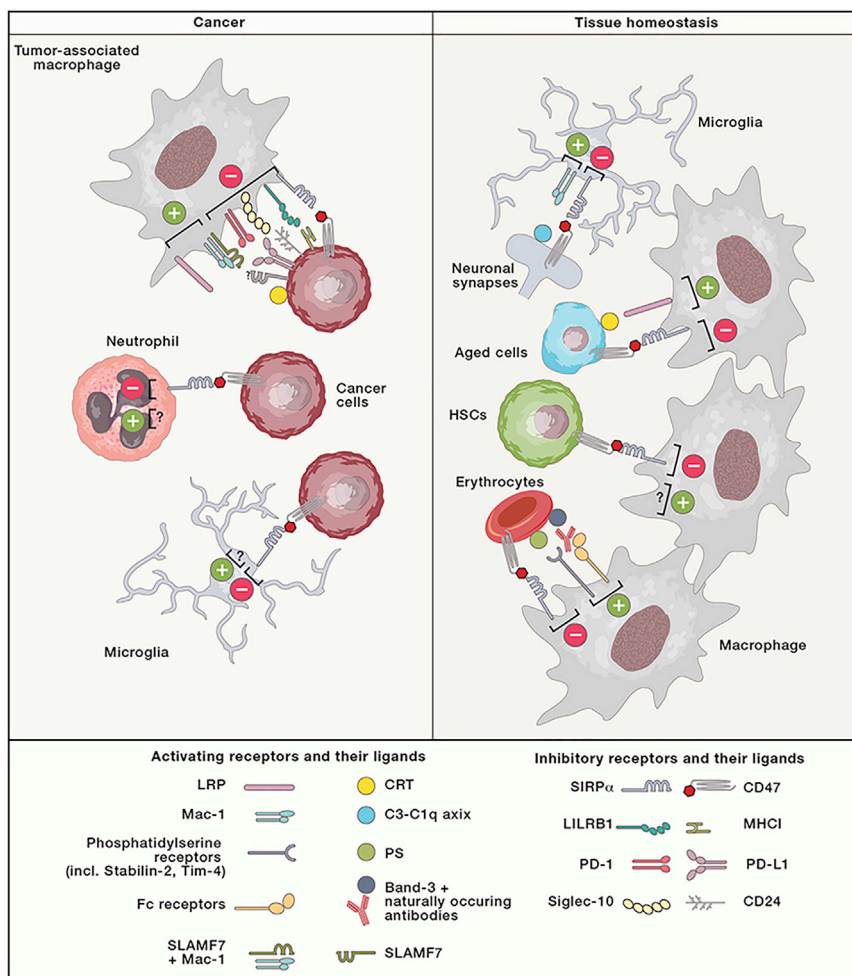 Cancer
Tissue homeostasis
Tumor-associated
macrophage
?
Neutrophil
?
Cancer
cells
?
Microglia
Microglia
Neuronal
synapses
Aged cells
HSCs
?
Erythrocytes
Macrophage
Activating receptors and their ligands
LRP
CRT
Mac-1
C3-C1q axix
Phosphatidylserine
receptors
(incl. Stabilin-2, Tim-4)
PS
Fc receptors
Band-3 +
naturally occuring
antibodies
SLAMF7
+ Mac-1
SLAMF7
Inhibitory receptors and their ligands
SIRPα
CD47
LILRB1
MHCI
PD-1
PD-L1
Siglec-10
CD24